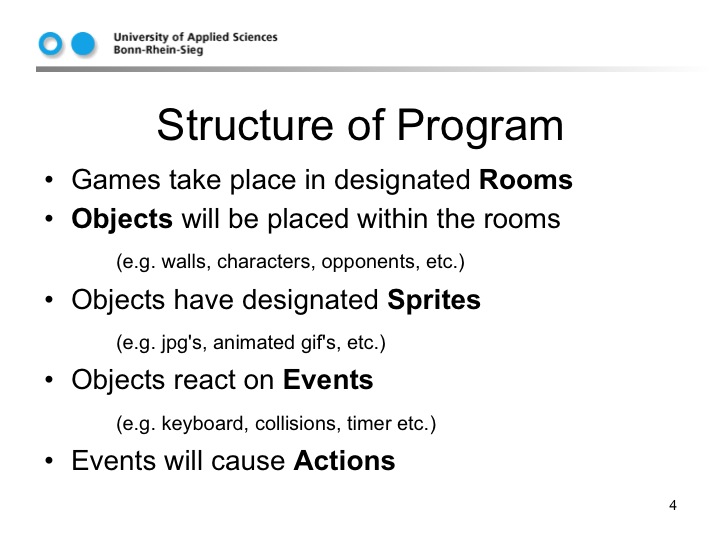 University of Applied Sciences
Bonn-Rhein-Sieg
Structure of Program
• Games take place in designated Rooms
• Objects will be placed within the rooms
(e.g. walls, characters, opponents, etc.)
• Objects have designated Sprites
(e.g. jpg's, animated gif's, etc.)
• Objects react on Events
(e.g. keyboard, collisions, timer etc.)
• Events will cause Actions
4